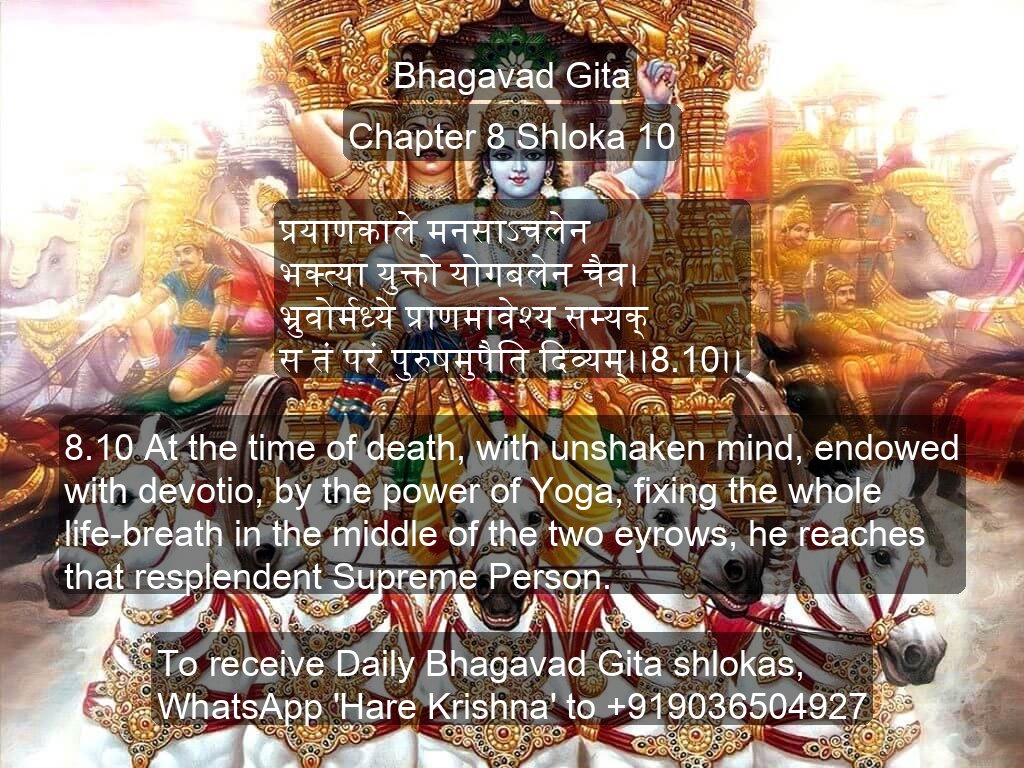 Bhagavad Gita
Chapter 8 Shloka 10
प्रयाणकाले मनसाऽचलेन
भक्त्या युक्तो योगबलेन चैव।
भ्रुवोर्मध्ये प्राणमावेश्य सम्यक्
स तं परं पुरुषमुपैति दिव्यम्।।8.10।।
8.10 At the time of death, with unshaken mind, endowed
with devotio, by the power of Yoga, fixing the whole
life-breath in the middle of the two eyrows, he reaches
that resplendent Supreme Person.
To receive Daily Bhagavad Gita shlokas,
WhatsApp 'Hare Krishna' to +919036504927